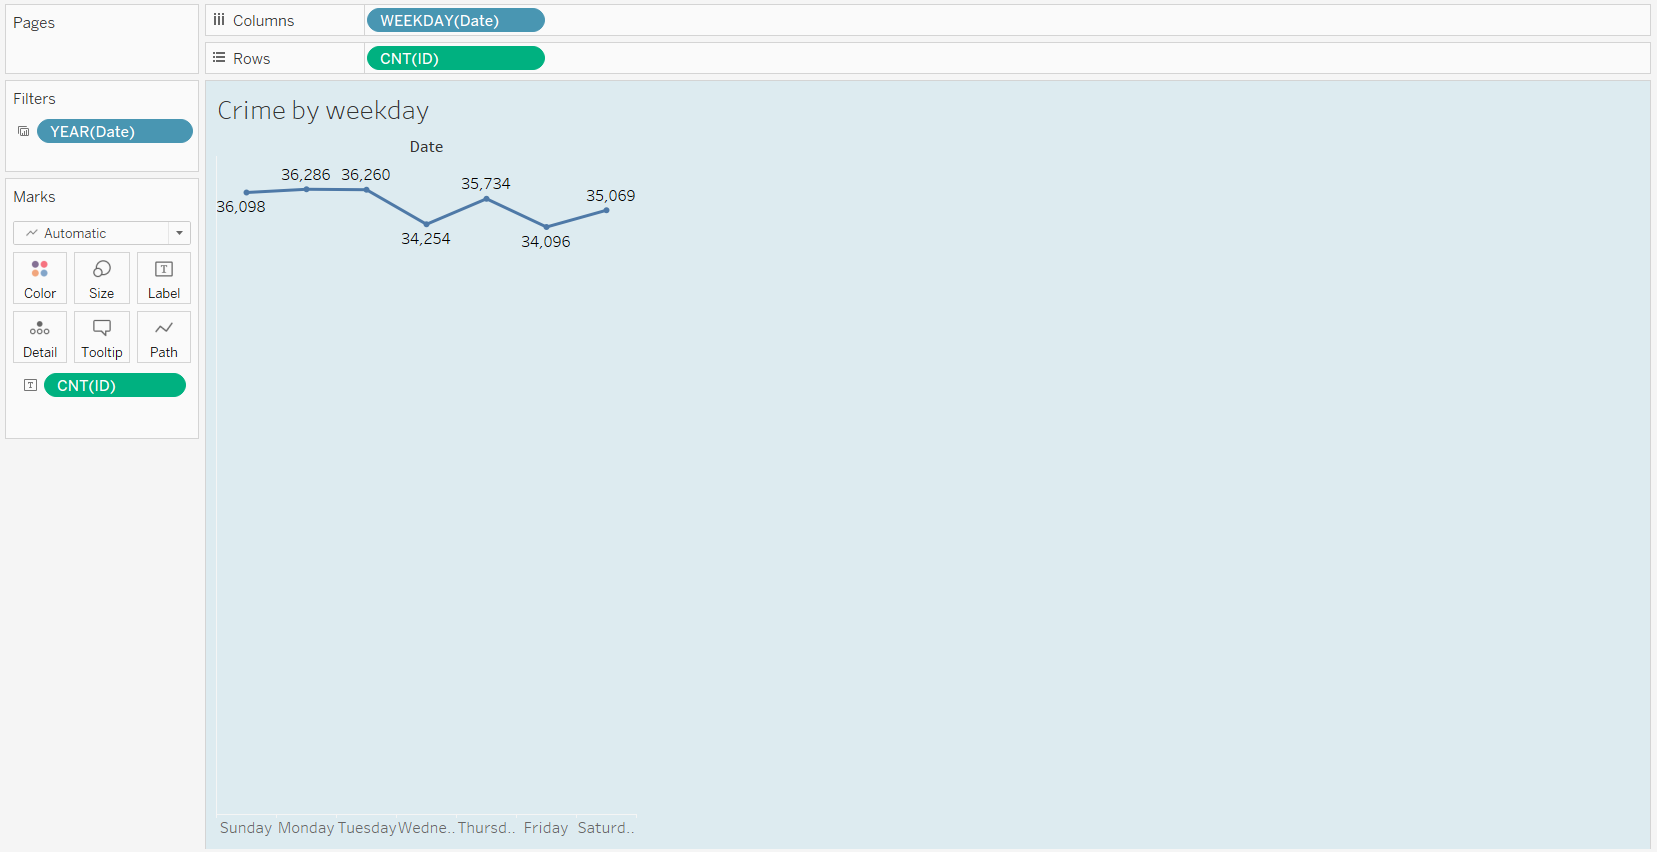 Pages
Columns
WEEKDAY(Date)
Rows
CNT(ID)
Filters
YEAR(Date)
Marks
Automatic
Color
Size
Label
Detail
Tooltip
Path
CNT(ID)
Crime by weekday
Date
36,098
36,286
36,260
34,254
35,734
34,096
35,069
Sunday Monday Tuesday Wedne.. Thursd.. Friday Saturd..